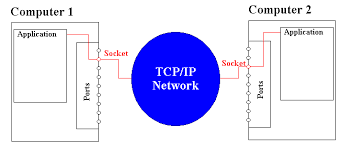 Computer 1
Computer 2
Application
Application
Socket
Socket
TCP/IP
Network
Ports
Ports